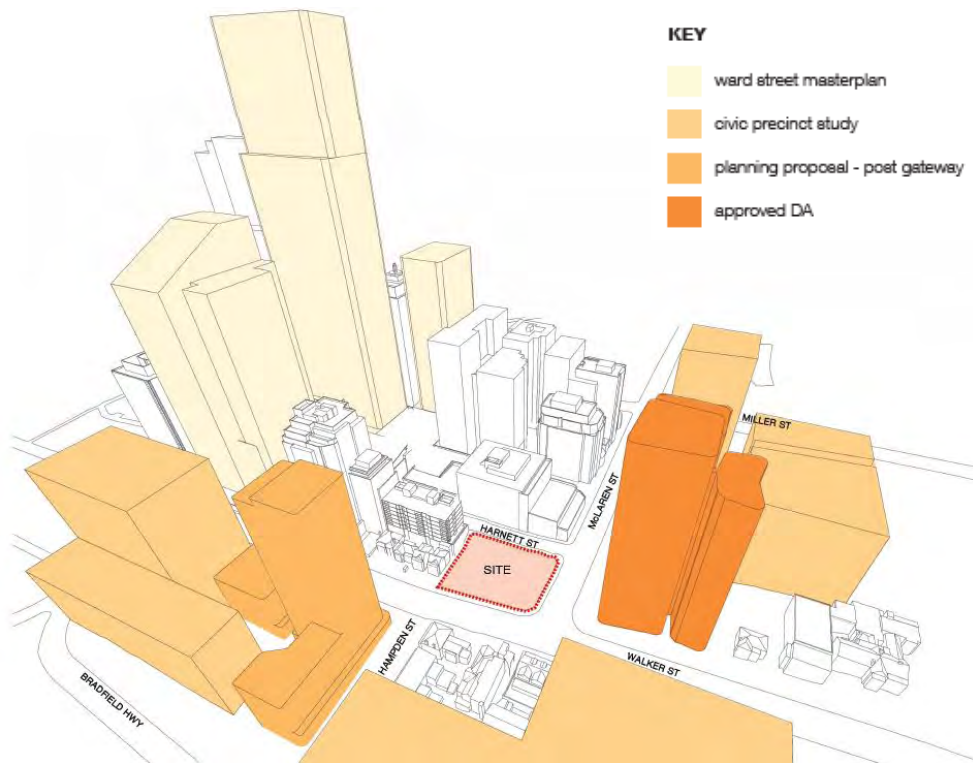 KEY
ward street masterplan
civic precinct study
planning proposal - post gateway
approved DA
MILLER ST
McLAREN ST
HARNETT ST
SITE
HAMPDEN ST
WALKER ST
BRADFIELD HWY